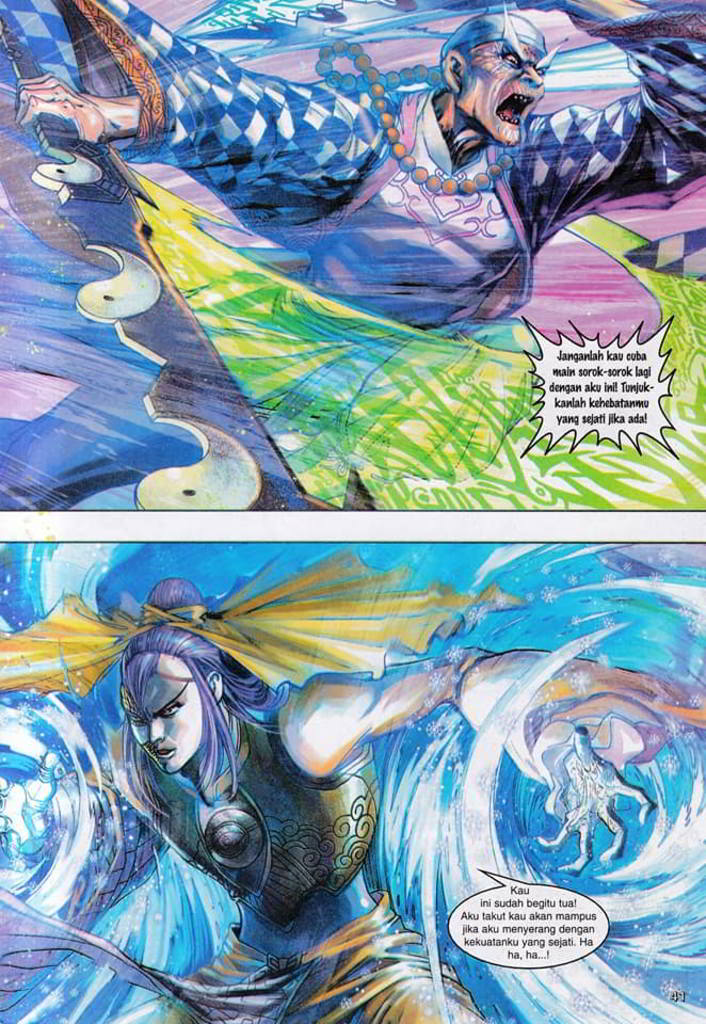 Janganlah kau cuba
main sorok-sorok lagi
dengan aku ini! Tunjuk-
kanlah kehebatanmu
yang sejati jika ada!
Kau
ini sudah begitu tua!
Aku takut kau akan mampus
jika aku menyerang dengan
kekuatanku yang sejati. Ha
ha, ha...!
41